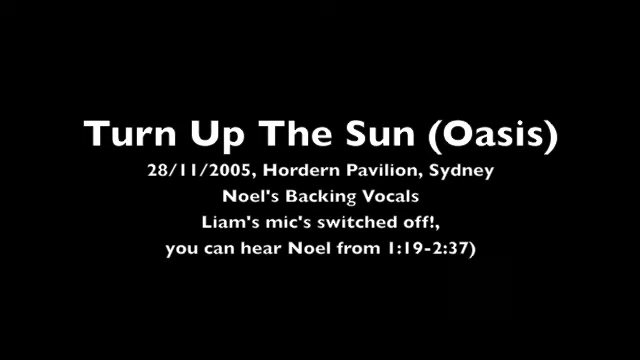 Turn Up The Sun (Oasis)
28/11/2005, Hordern Pavilion, Sydney
Noel's Backing Vocals
Liam's mic's switched off!,
you can hear Noel from 1:19-2:37)